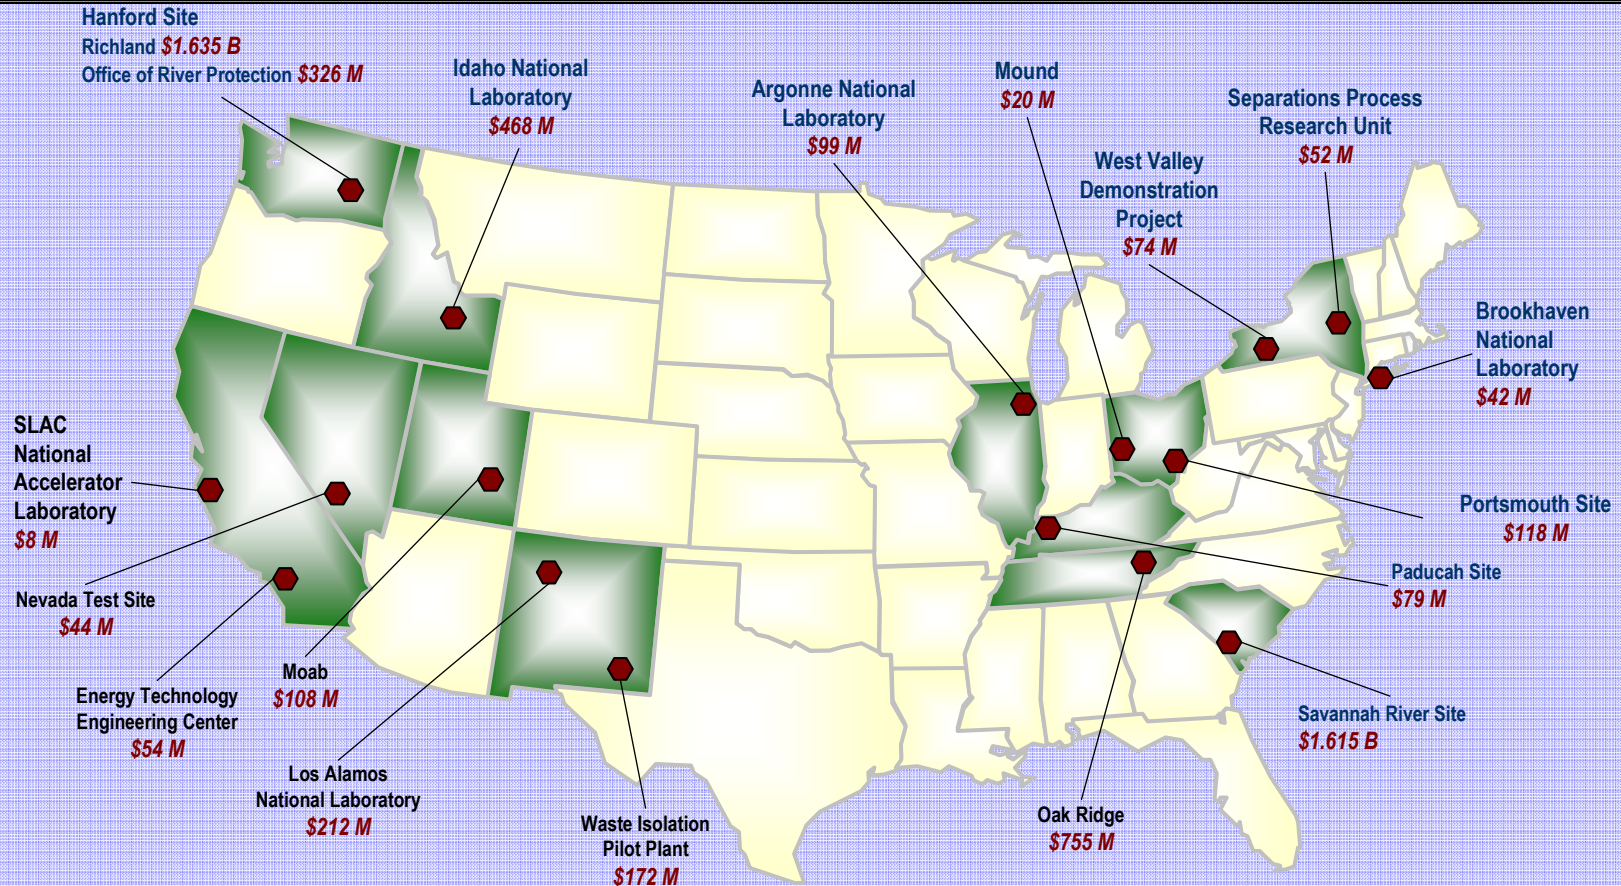 Hanford Site
Richland $1.635 B
Office of River Protection $326 M
Idaho National
Laboratory
$468 M
Argonne National
Laboratory
$99 M
Mound
$20 M
Separations Process
Research Unit
$52 M
West Valley
Demonstration
Project
$74 M
Brookhaven
National
Laboratory
$42 M
SLAC
National
Accelerator
Laboratory
$8 M
Portsmouth Site
$118 M
Paducah Site
$79 M
Nevada Test Site
$44 M
Moab
$108 M
Energy Technology
Engineering Center
$54 M
Savannah River Site
$1.615 B
Los Alamos
National Laboratory
$212 M
Oak Ridge
$755 M
Waste Isolation
Pilot Plant
$172 M